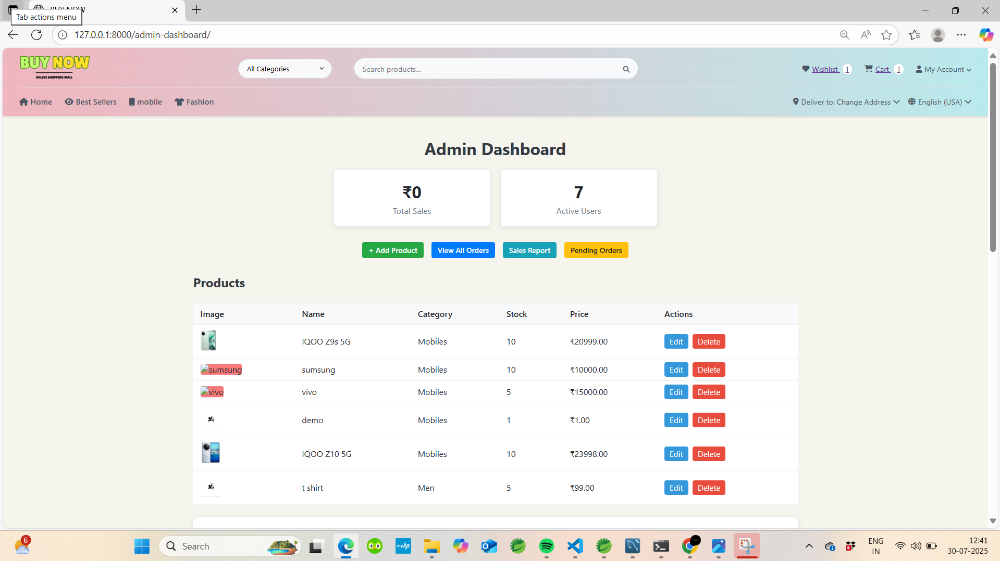 BUY NOW
Tab actions menu
127.0.0.1:8000/admin-dashboard/
BUY NOW
ONLINE SHOPPING MALL
All Categories
Search products...
Wishlist 1
Cart 1
My Account
Home
Best Sellers
mobile
Fashion
Deliver to: Change Address
English (USA)
Admin Dashboard
₹0
Total Sales
7
Active Users
+ Add Product
View All Orders
Sales Report
Pending Orders
Products
Image Name Category Stock Price Actions
IQOO Z9s 5G Mobiles 10 ₹20999.00 Edit Delete
sumsung sumsung Mobiles 10 ₹10000.00 Edit Delete
vivo vivo Mobiles 5 ₹15000.00 Edit Delete
demo Mobiles 1 ₹1.00 Edit Delete
Z10 IQOO Z10 5G Mobiles 10 ₹23998.00 Edit Delete
t shirt Men 5 ₹99.00 Edit Delete
6
Search
myhp
ENG
IN
12:41
30-07-2025